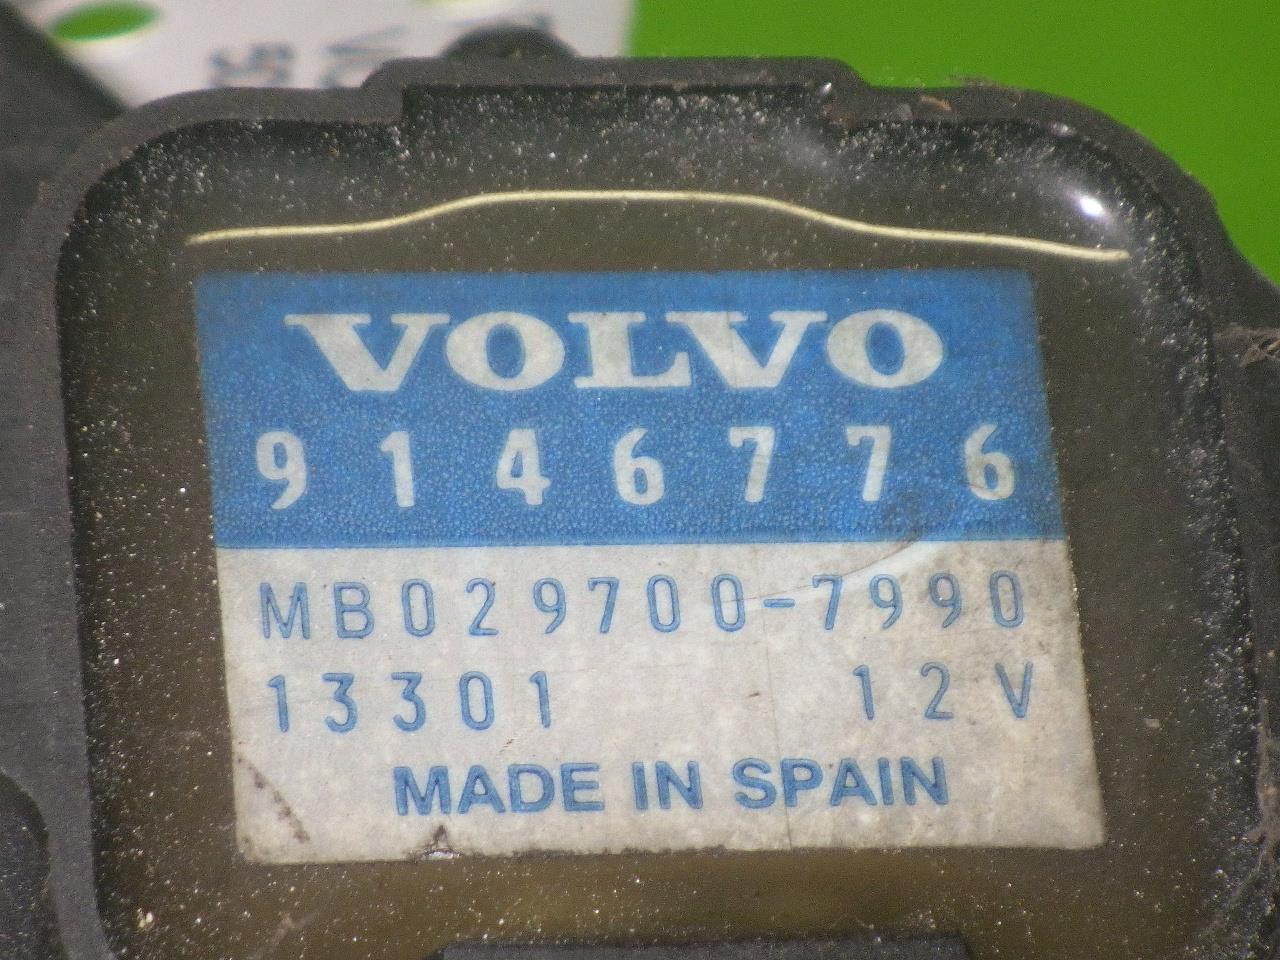 VOLVO
9146776
MB029700-7990
13301 12V
MADE IN SPAIN